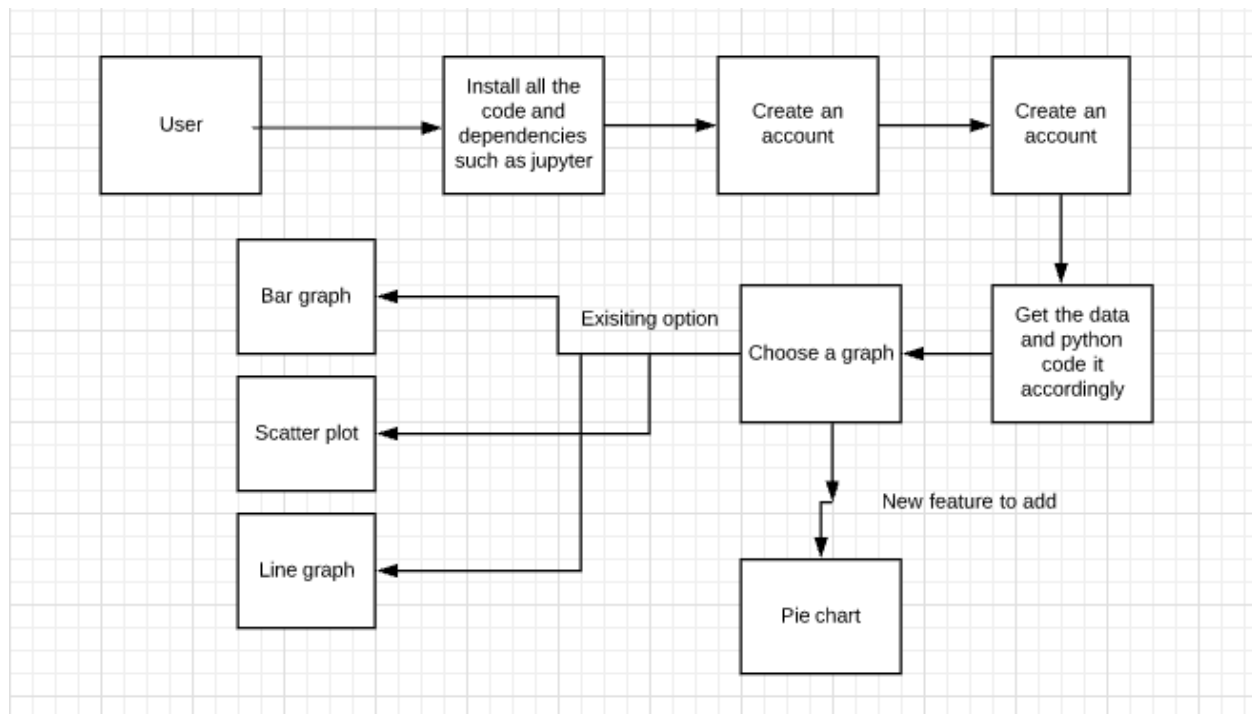 User
Install all the
code and
dependencies
such as jupyter
Create an
account
Create an
account
Bar graph
Exisiting option
Choose a graph
Get the data
and python
code it
accordingly
Scatter plot
New feature to add
Line graph
Pie chart